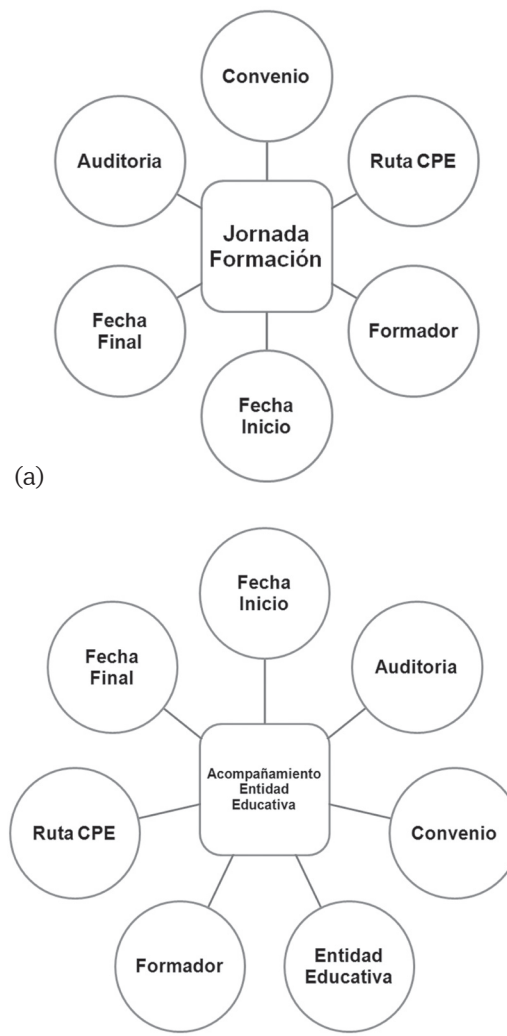 Convenio
Auditoria
Ruta CPE
Jornada
Formación
Fecha
Final
Formador
Fecha
Inicio
(a)
Fecha
Inicio
Fecha
Final
Auditoria
Acompañamiento
Entidad
Educativa
Ruta CPE
Convenio
Formador
Entidad
Educativa